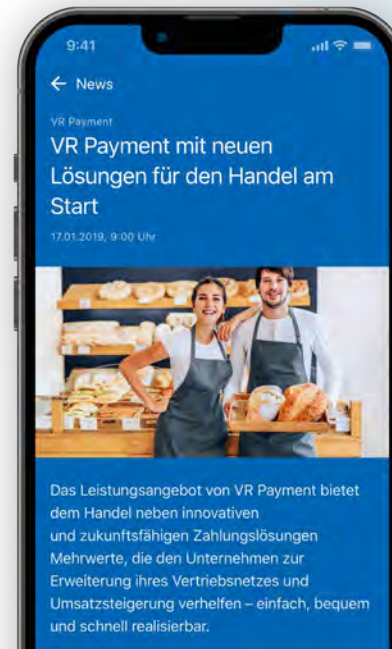 9:41
← News
VR Payment
VR Payment mit neuen
Lösungen für den Handel am
Start
17.01.2019, 9:00 Uhr
Das Leistungsangebot von VR Payment bietet
dem Handel neben innovativen
und zukunftsfähigen Zahlungslösungen
Mehrwerte, die den Unternehmen zur
Erweiterung ihres Vertriebsnetzes und
Umsatzsteigerung verhelfen – einfach, bequem
und schnell realisierbar.